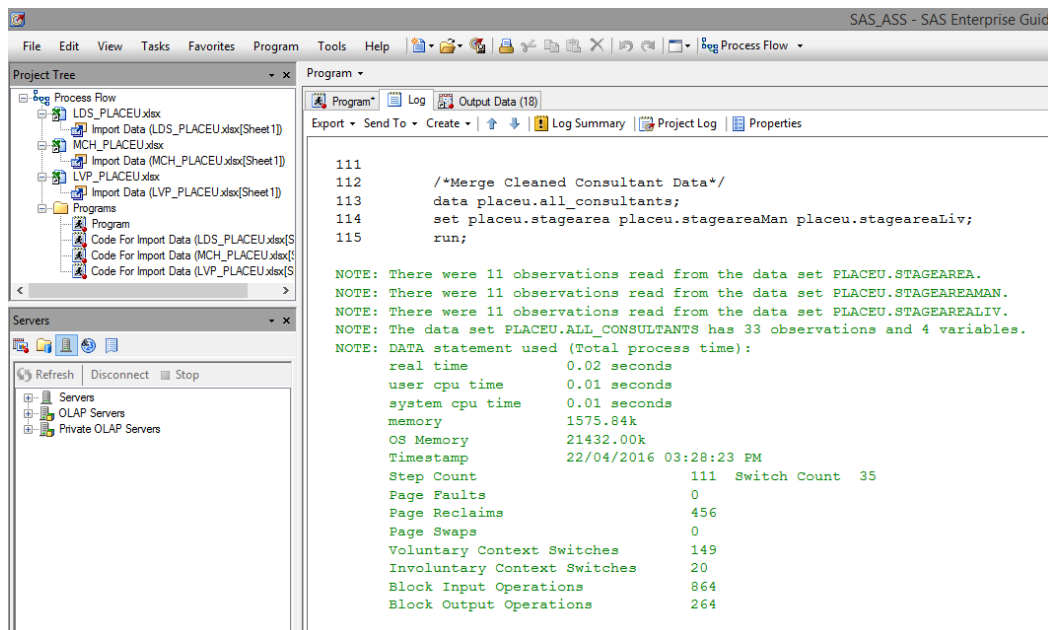 SAS_ASS - SAS Enterprise Guid
File Edit View Tasks Favorites Program Tools Help Process Flow
Project Tree
Process Flow
LDS_PLACEU.xlsx
Import Data (LDS_PLACEU.xlsx[Sheet1])
MCH_PLACEU.xlsx
Import Data (MCH_PLACEU.xlsx[Sheet1])
LVP_PLACEU.xlsx
Import Data (LVP_PLACEU.xlsx[Sheet1])
Programs
Program
Code For Import Data (LDS_PLACEU.xlsx[S
Code For Import Data (MCH_PLACEU.xlsx[S
Code For Import Data (LVP_PLACEU.xlsx[S
Servers
Refresh Disconnect Stop
Servers
OLAP Servers
Private OLAP Servers
Program
Program* Log Output Data (18)
Export Send To Create Log Summary Project Log Properties
111
112 /*Merge Cleaned Consultant Data*/
113 data placeu.all_consultants;
114 set placeu.stagearea placeu.stageareaMan placeu.stageareaLiv;
115 run;
NOTE: There were 11 observations read from the data set PLACEU.STAGEAREA.
NOTE: There were 11 observations read from the data set PLACEU.STAGEAREAMAN.
NOTE: There were 11 observations read from the data set PLACEU.STAGEAREALIV.
NOTE: The data set PLACEU.ALL_CONSULTANTS has 33 observations and 4 variables.
NOTE: DATA statement used (Total process time):
real time 0.02 seconds
user cpu time 0.01 seconds
system cpu time 0.01 seconds
memory 1575.84k
OS Memory 21432.00k
Timestamp 22/04/2016 03:28:23 PM
Step Count 111 Switch Count 35
Page Faults 0
Page Reclaims 456
Page Swaps 0
Voluntary Context Switches 149
Involuntary Context Switches 20
Block Input Operations 864
Block Output Operations 264